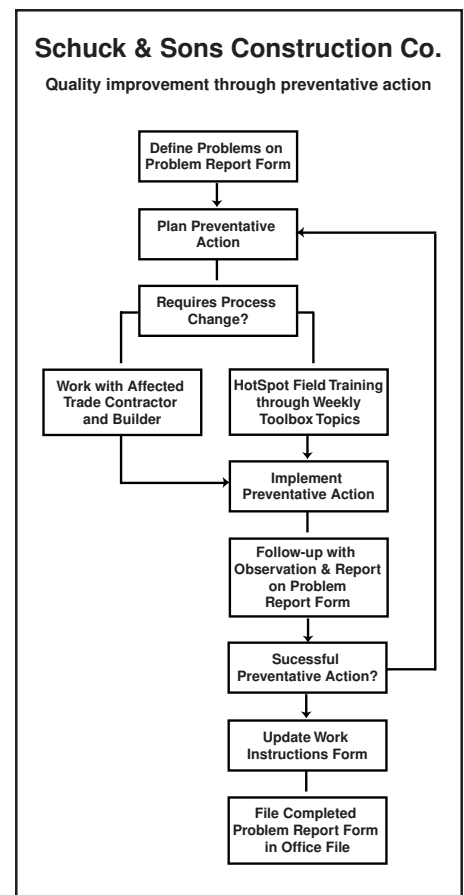 Schuck & Sons Construction Co.
Quality improvement through preventative action
Define Problems on
Problem Report Form
Plan Preventative
Action
Requires Process
Change?
Work with Affected
Trade Contractor
and Builder
HotSpot Field Training
through Weekly
Toolbox Topics
Implement
Preventative Action
Follow-up with
Observation & Report
on Problem
Report Form
Sucessful
Preventative Action?
Update Work
Instructions Form
File Completed
Problem Report Form
in Office File